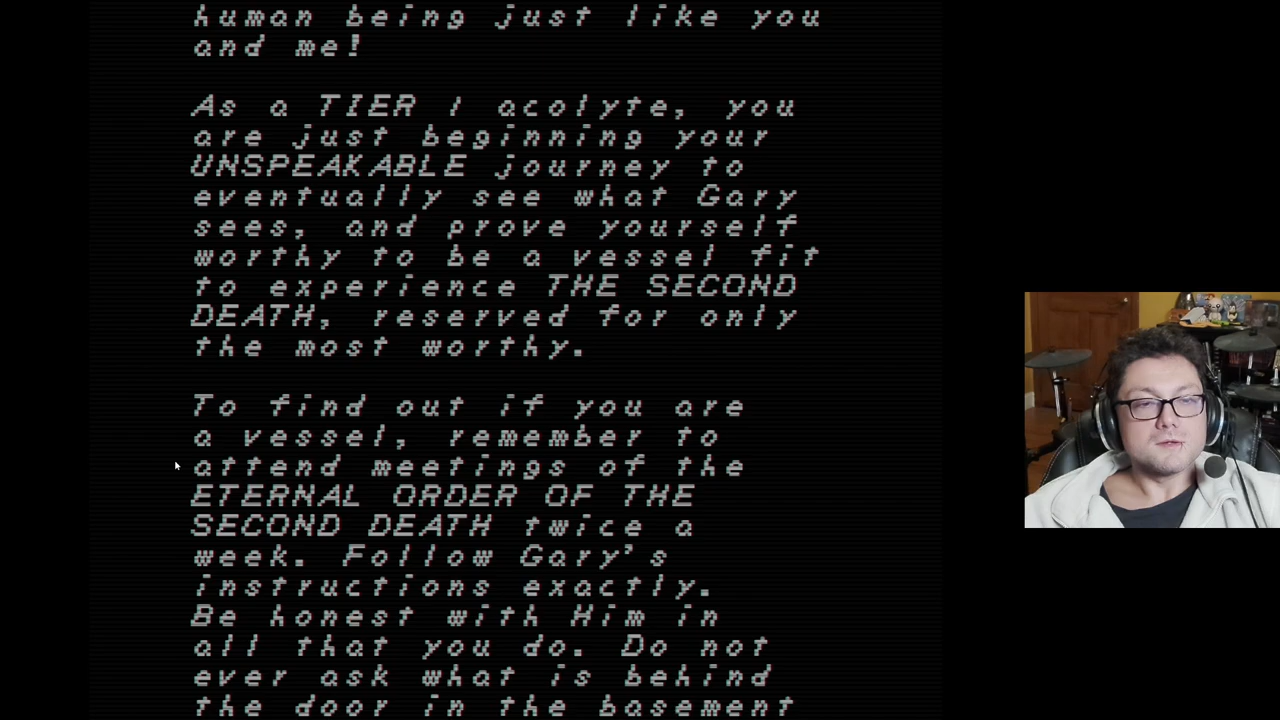 human being just like you
and me!
As a TIER 1 acolyte, you
are just beginning your
UNSPEAKABLE journey to
eventually see what Gary
sees, and prove yourself
worthy to be a vessel fit
to experience THE SECOND
DEATH, reserved for only
the most worthy.
To find out if you are
a vessel, remember to
attend meetings of the
ETERNAL ORDER OF THE
SECOND DEATH twice a
week. Follow Gary's
instructions exactly.
Be honest with Him in
all that you do. Do not
ever ask what is behind
the door in the basement